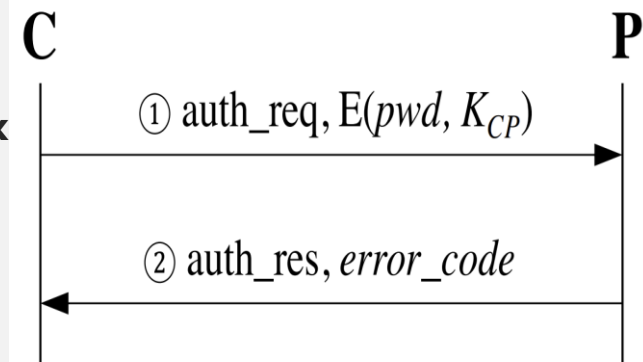 C P
① auth_req, E(pwd, K_CP)
② auth_res, error_code